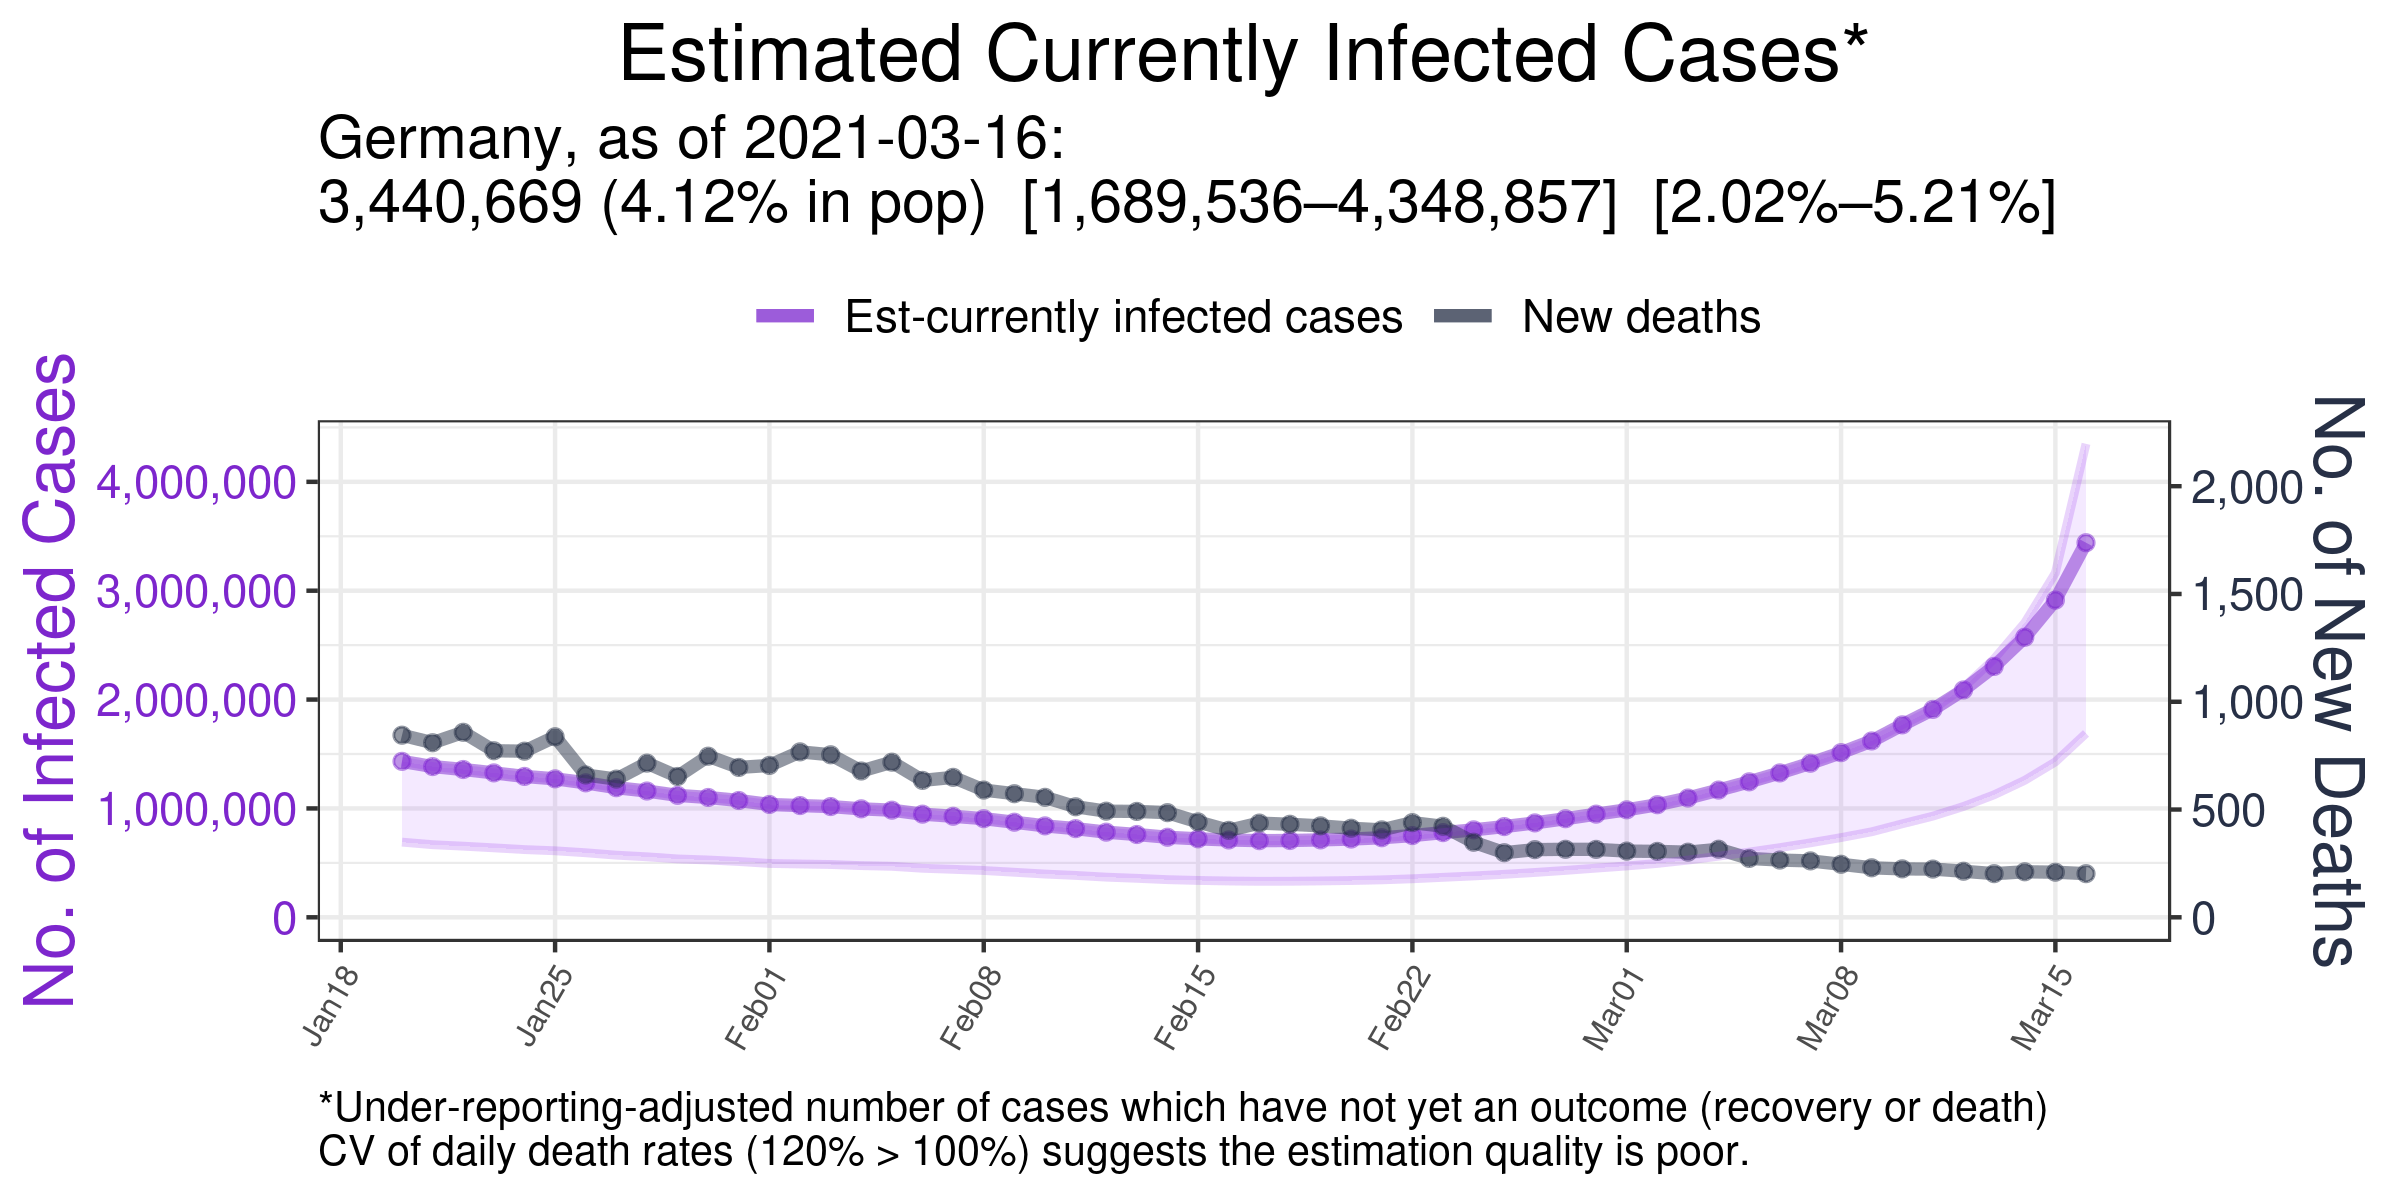 Estimated Currently Infected Cases*
Germany, as of 2021-03-16:
3,440,669 (4.12% in pop) [1,689,536–4,348,857] [2.02%–5.21%]
Est-currently infected cases New deaths
No. of Infected Cases
4,000,000
3,000,000
2,000,000
1,000,000
0
2,000
1,500
1,000
500
0
No. of New Deaths
Jan18 Jan25 Feb01 Feb08 Feb15 Feb22 Mar01 Mar08 Mar15
*Under-reporting-adjusted number of cases which have not yet an outcome (recovery or death)
CV of daily death rates (120% > 100%) suggests the estimation quality is poor.